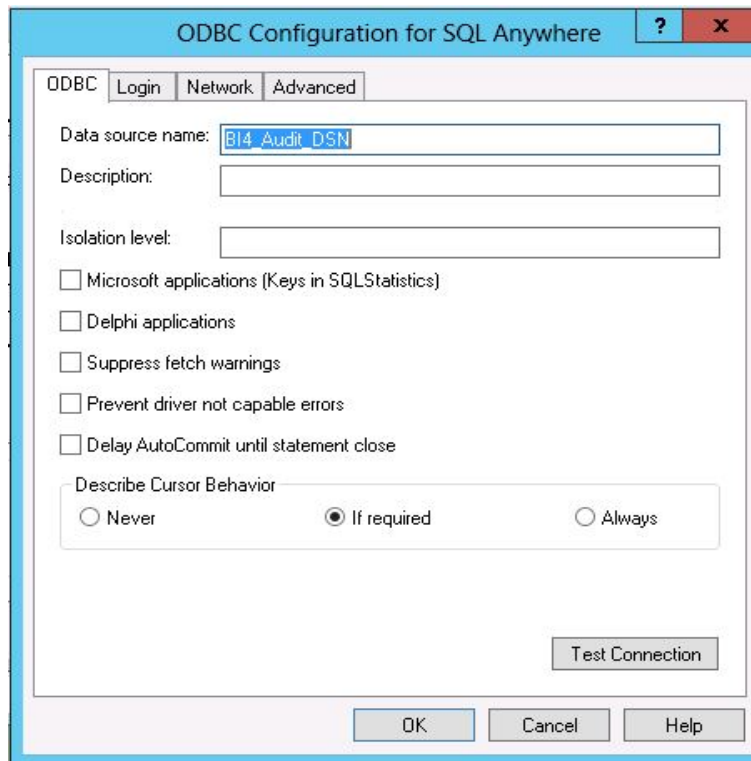 ODBC Configuration for SQL Anywhere ? x
ODBC Login Network Advanced
Data source name: BI4_Audit_DSN
Description:
Isolation level:
Microsoft applications (Keys in SQLStatistics)
Delphi applications
Suppress fetch warnings
Prevent driver not capable errors
Delay AutoCommit until statement close
Describe Cursor Behavior
Never If required Always
Test Connection
OK Cancel Help